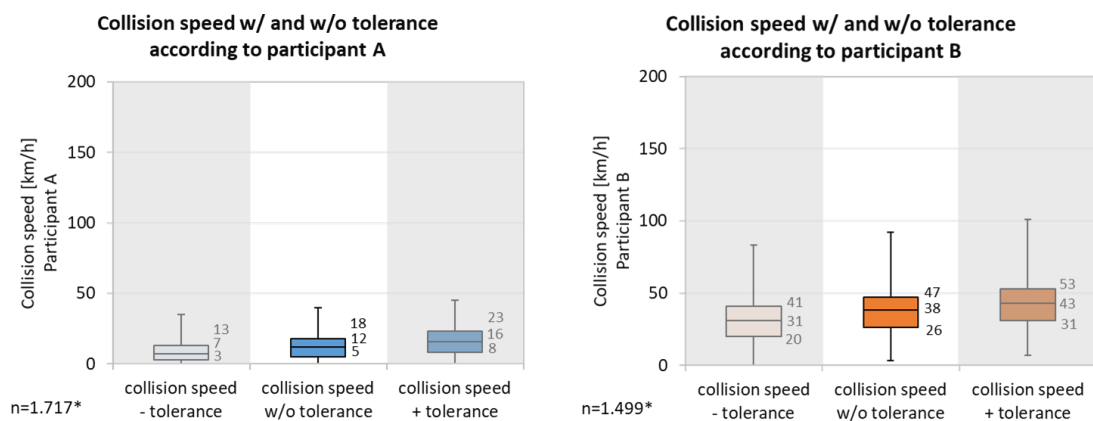 Collision speed w/ and w/o tolerance
according to participant A
Collision speed [km/h]
Participant A
200
150
100
50
0
13
7
3
18
12
5
23
16
8
collision speed
- tolerance
collision speed
w/o tolerance
collision speed
+ tolerance
n=1.717*
Collision speed w/ and w/o tolerance
according to participant B
Collision speed [km/h]
Participant B
200
150
100
50
0
41
31
20
47
38
26
53
43
31
collision speed
- tolerance
collision speed
w/o tolerance
collision speed
+ tolerance
n=1.499*